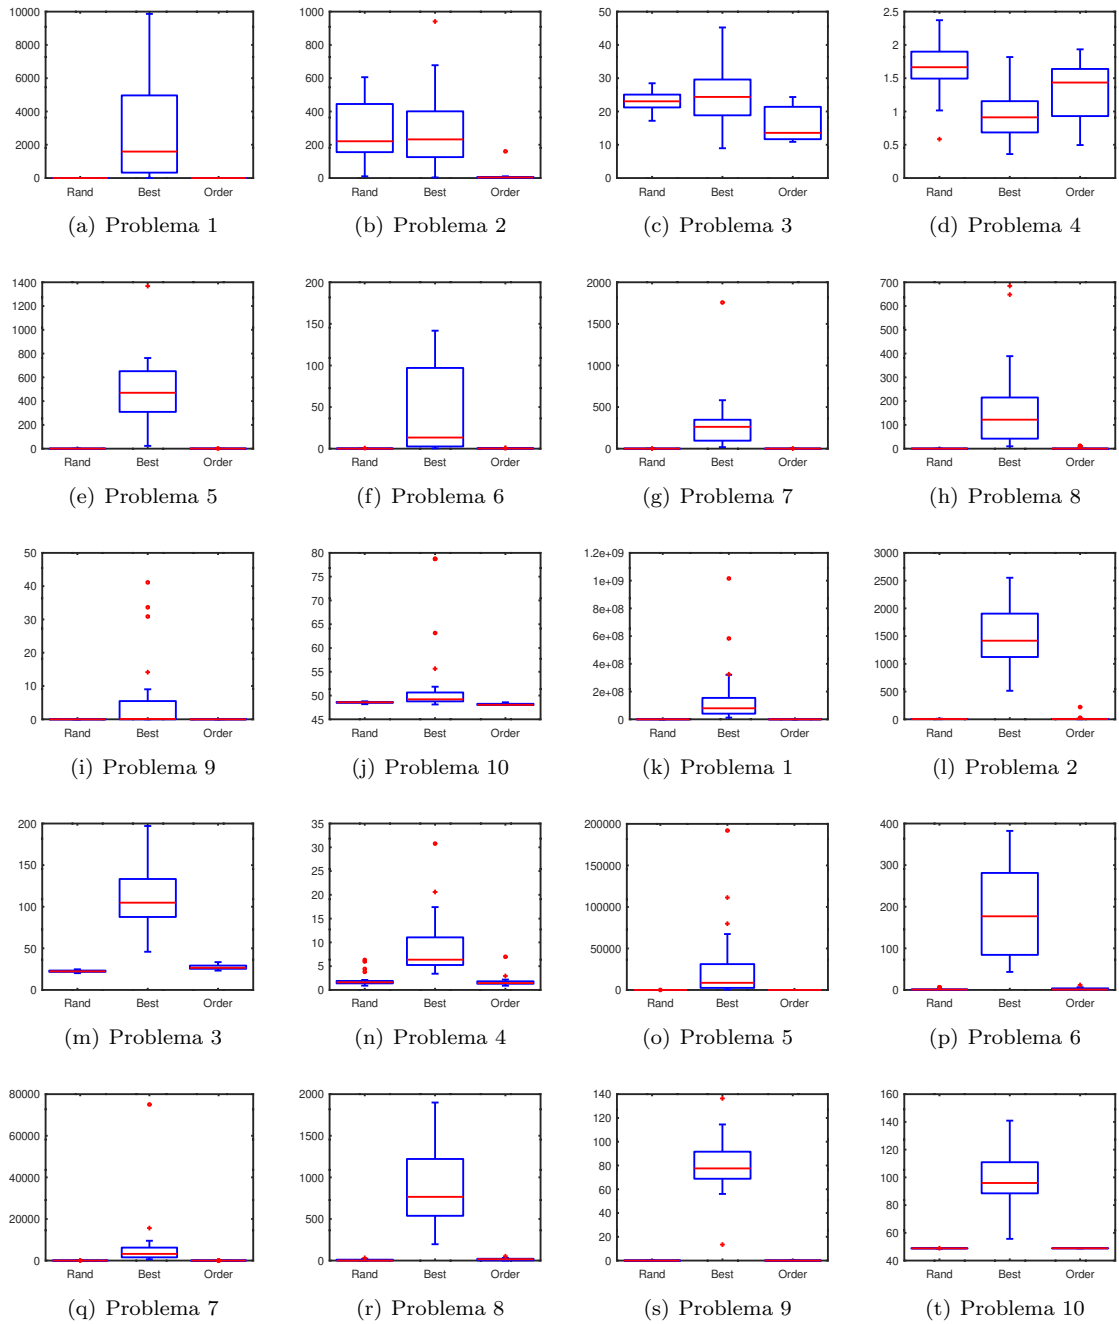 10000
8000
6000
4000
2000
0
Rand Best Order
(a) Problema 1
1000
800
600
400
200
0
Rand Best Order
(b) Problema 2
50
40
30
20
10
0
Rand Best Order
(c) Problema 3
2.5
2
1.5
1
0.5
0
Rand Best Order
(d) Problema 4
1400
1200
1000
800
600
400
200
0
Rand Best Order
(e) Problema 5
200
150
100
50
0
Rand Best Order
(f) Problema 6
2000
1500
1000
500
0
Rand Best Order
(g) Problema 7
700
600
500
400
300
200
100
0
Rand Best Order
(h) Problema 8
50
40
30
20
10
0
Rand Best Order
(i) Problema 9
80
75
70
65
60
55
50
45
Rand Best Order
(j) Problema 10
1.2e+09
1e+09
8e+08
6e+08
4e+08
2e+08
0
Rand Best Order
(k) Problema 1
3000
2500
2000
1500
1000
500
0
Rand Best Order
(l) Problema 2
200
150
100
50
0
Rand Best Order
(m) Problema 3
35
30
25
20
15
10
5
0
Rand Best Order
(n) Problema 4
200000
150000
100000
50000
0
Rand Best Order
(o) Problema 5
400
300
200
100
0
Rand Best Order
(p) Problema 6
80000
60000
40000
20000
0
Rand Best Order
(q) Problema 7
2000
1500
1000
500
0
Rand Best Order
(r) Problema 8
140
120
100
80
60
40
20
0
Rand Best Order
(s) Problema 9
160
140
120
100
80
60
40
Rand Best Order
(t) Problema 10